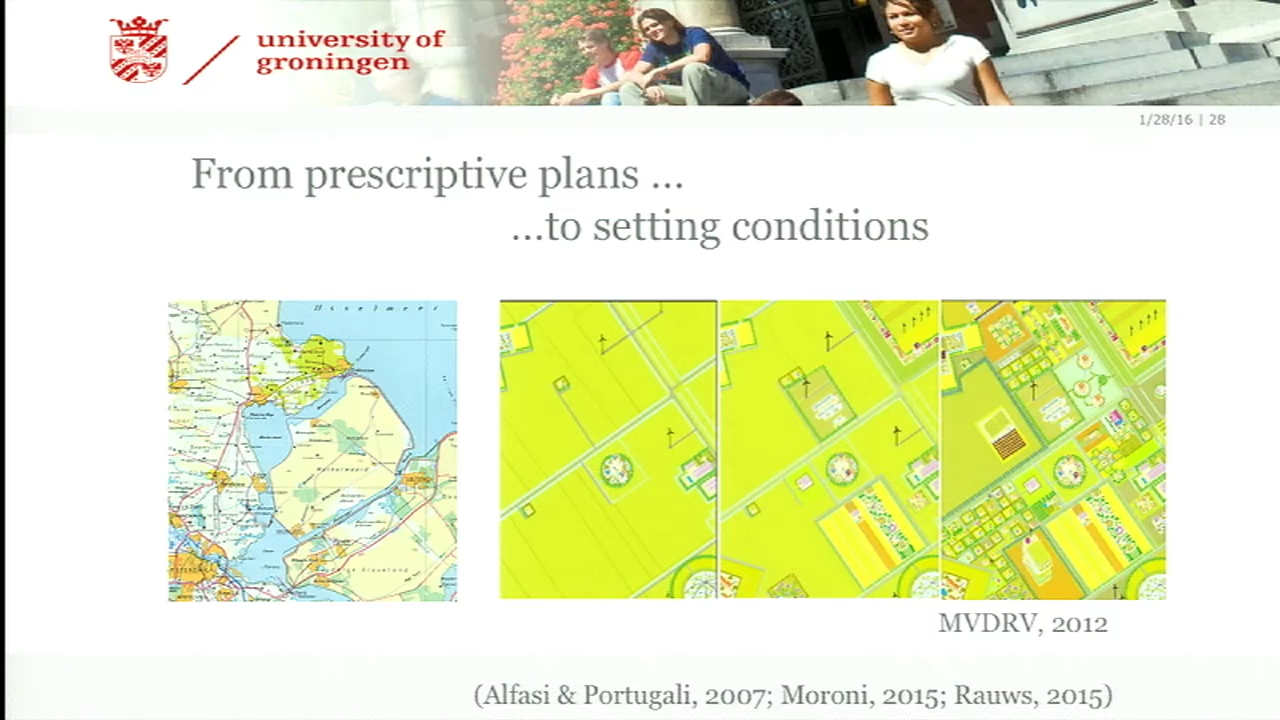 university of
groningen
1/28/16 | 28
From prescriptive plans ...
...to setting conditions
IJsselmeer
MVDRV, 2012
(Alfasi & Portugali, 2007; Moroni, 2015; Rauws, 2015)